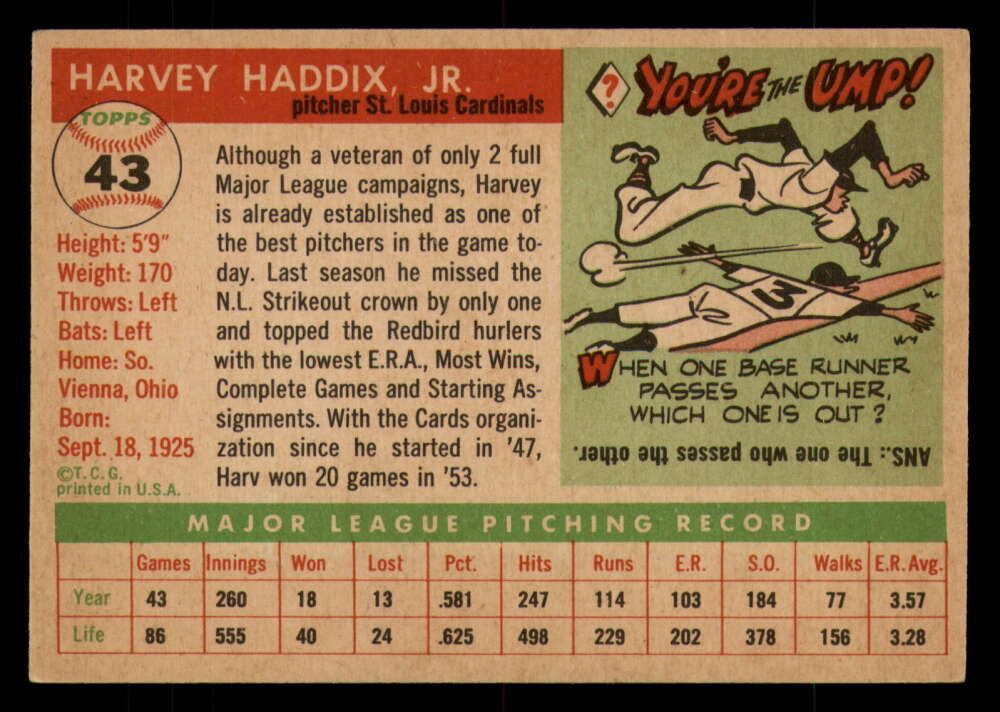 HARVEY HADDIX, JR.
pitcher St. Louis Cardinals
TOPPS
43
Height: 5'9"
Weight: 170
Throws: Left
Bats: Left
Home: So.
Vienna, Ohio
Born:
Sept. 18, 1925
©T.C.G.
printed in U.S.A.
Although a veteran of only 2 full
Major League campaigns, Harvey
is already established as one of
the best pitchers in the game to-
day. Last season he missed the
N.L. Strikeout crown by only one
and topped the Redbird hurlers
with the lowest E.R.A., Most Wins,
Complete Games and Starting As-
signments. With the Cards organi-
zation since he started in '47,
Harv won 20 games in '53.
? YOU'RE THE UMP!
3
WHEN ONE BASE RUNNER
PASSES ANOTHER,
WHICH ONE IS OUT?
ANS.: The one who passes the other.
MAJOR LEAGUE PITCHING RECORD
Games Innings Won Lost Pct. Hits Runs E.R. S.O. Walks E.R. Avg.
Year 43 260 18 13 .581 247 114 103 184 77 3.57
Life 86 555 40 24 .625 498 229 202 378 156 3.28